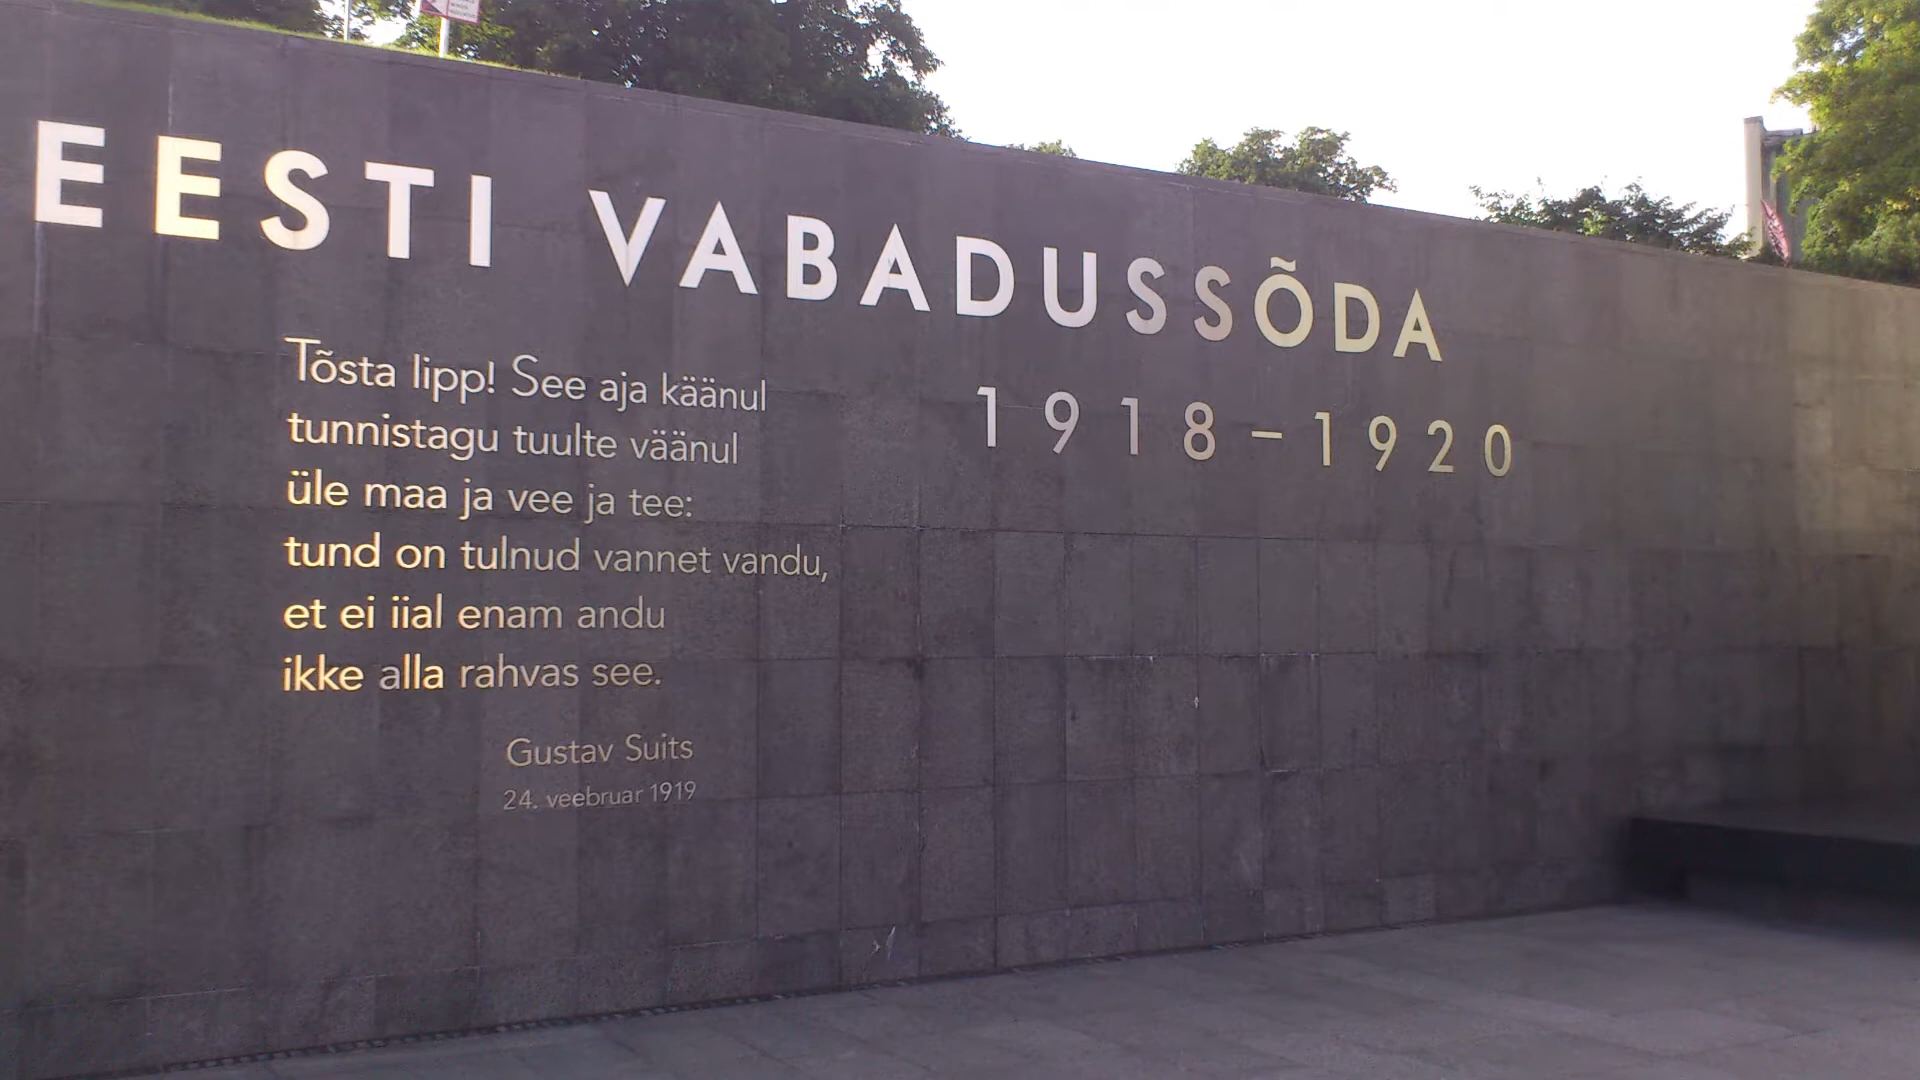 EESTI VABADUSSÕDA
1918–1920
Tõsta lipp! See aja käänul
tunnistagu tuulte väänul
üle maa ja vee ja tee:
tund on tulnud vannet vandu,
et ei iial enam andu
ikke alla rahvas see.
Gustav Suits
24. veebruar 1919